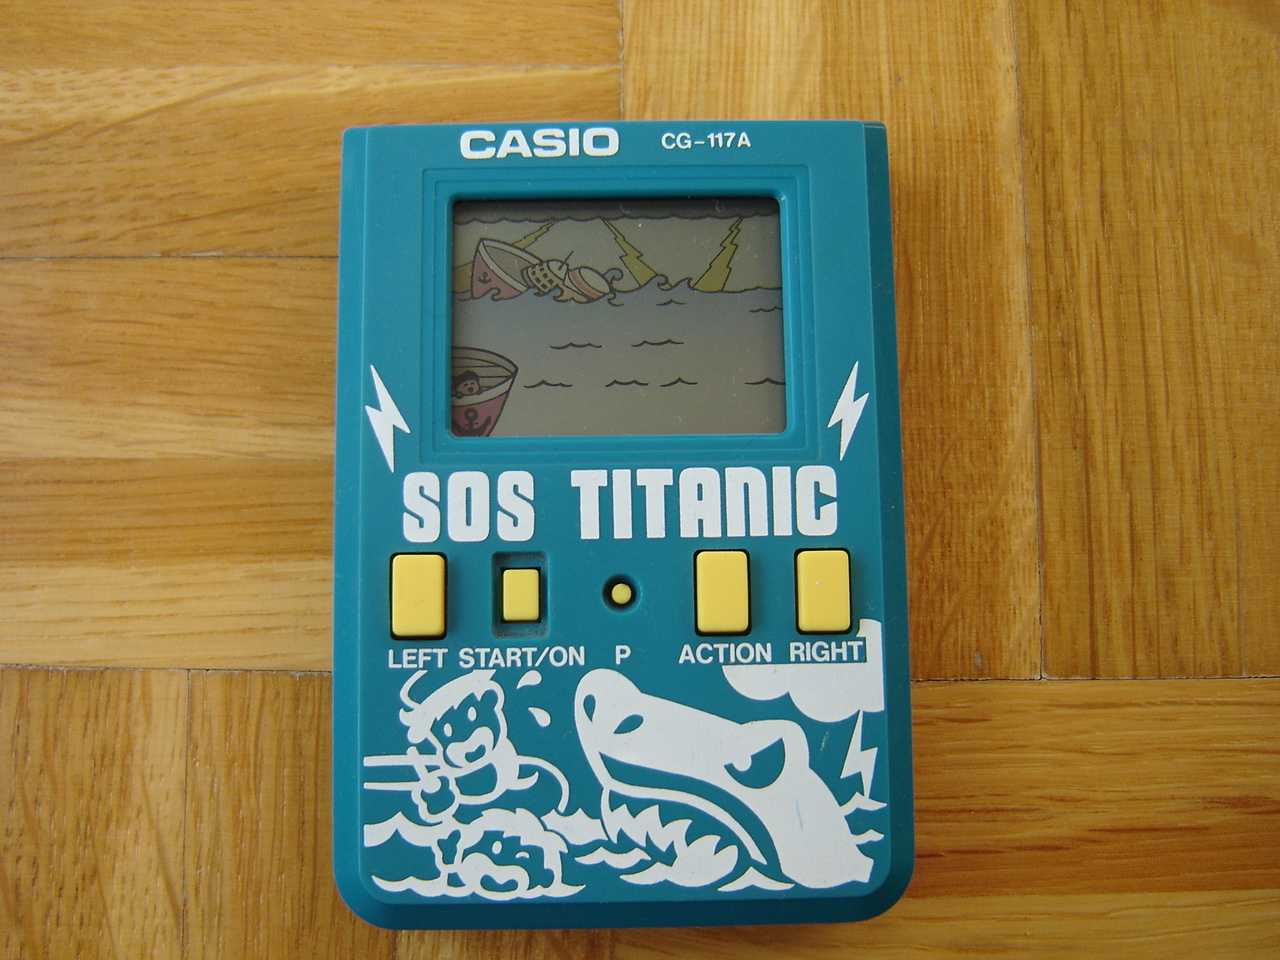 CASIO CG-117A
SOS TITANIC
LEFT START/ON P ACTION RIGHT